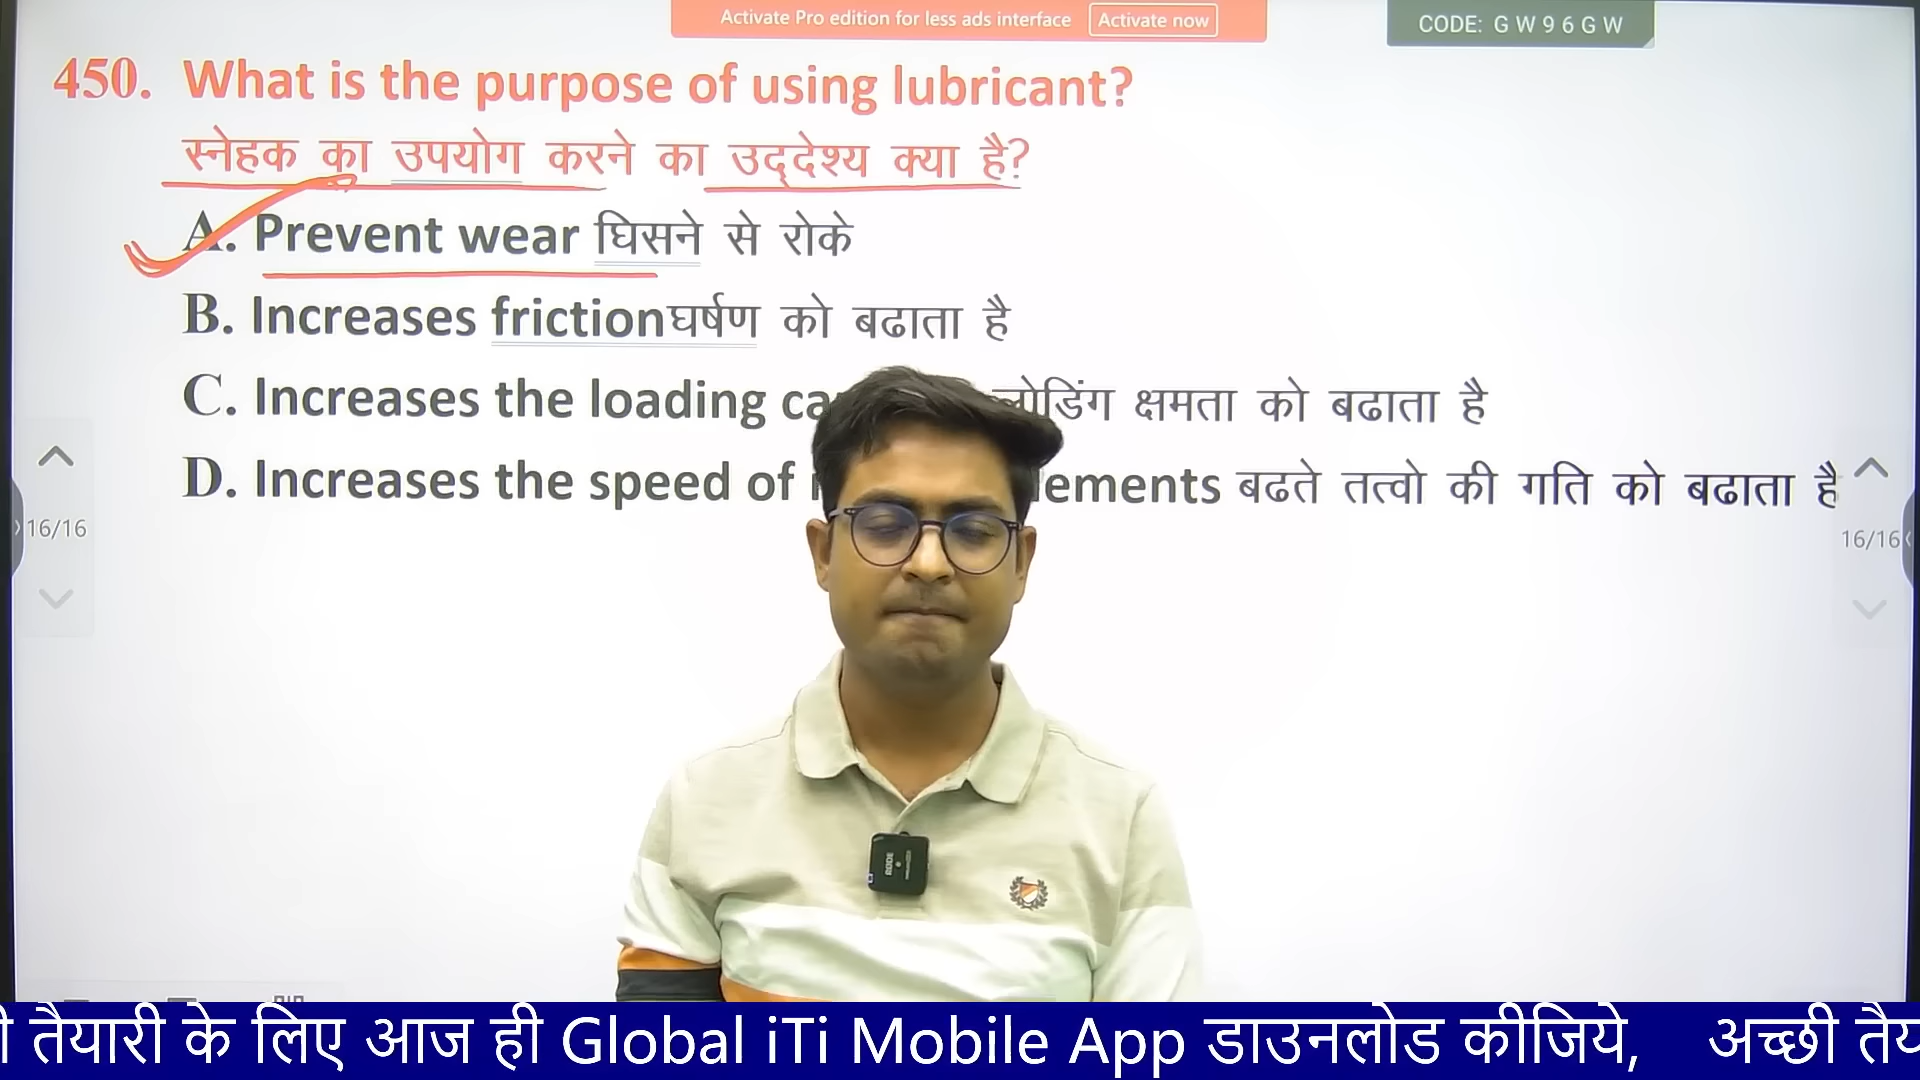 Activate Pro edition for less ads interface Activate now
CODE: G W 9 6 G W
450. What is the purpose of using lubricant?
स्नेहक का उपयोग करने का उद्देश्य क्या है?
A. Prevent wear घिसने से रोके
B. Increases frictionघर्षण को बढाता है
C. Increases the loading ca लोडिंग क्षमता को बढाता है
D. Increases the speed of lements बढते तत्वो की गति को बढाता है
16/16
16/16
RODE
ी तैयारी के लिए आज ही Global iTi Mobile App डाउनलोड कीजिये, अच्छी तैय